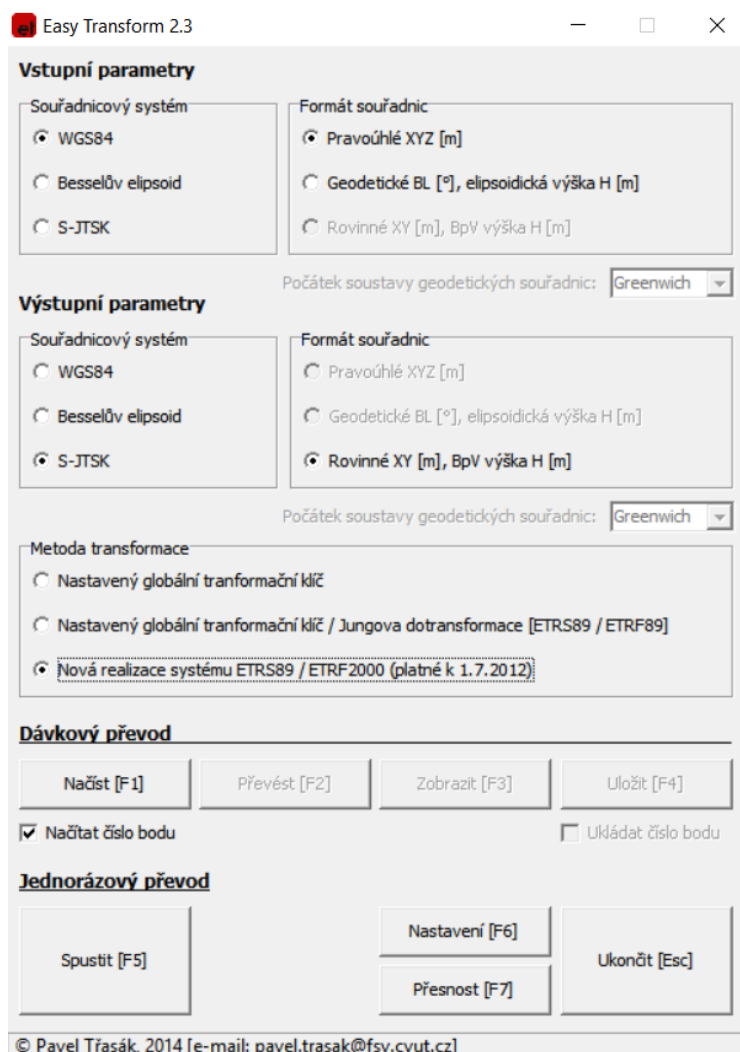 el Easy Transform 2.3
Vstupní parametry
Souřadnicový systém
WGS84
Besselův elipsoid
S-JTSK
Formát souřadnic
Pravoúhlé XYZ [m]
Geodetické BL [°], elipsoidická výška H [m]
Rovinné XY [m], BpV výška H [m]
Počátek soustavy geodetických souřadnic: Greenwich
Výstupní parametry
Souřadnicový systém
WGS84
Besselův elipsoid
S-JTSK
Formát souřadnic
Pravoúhlé XYZ [m]
Geodetické BL [°], elipsoidická výška H [m]
Rovinné XY [m], BpV výška H [m]
Počátek soustavy geodetických souřadnic: Greenwich
Metoda transformace
Nastavený globální tranformační klíč
Nastavený globální tranformační klíč / Jungova dotransformace [ETRS89 / ETRF89]
Nová realizace systému ETRS89 / ETRF2000 (platné k 1.7.2012)
Dávkový převod
Načíst [F1] Převést [F2] Zobrazit [F3] Uložit [F4]
Načítat číslo bodu Ukládat číslo bodu
Jednorázový převod
Spustit [F5]
Nastavení [F6]
Přesnost [F7]
Ukončit [Esc]
© Pavel Třasák, 2014 [e-mail: pavel.trasak@fsv.cvut.cz]